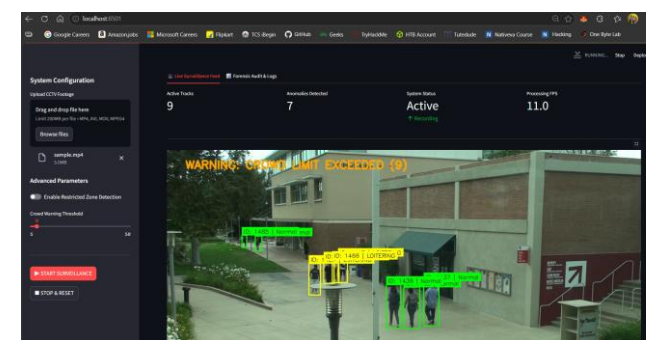 localhost:8501
Google Careers
Amazon.jobs
Microsoft Careers
Flipkart
TCS iBegin
GitHub
Geeks
TryHackMe
HTB Account
Tutedude
Nativeva Course
Hacking
One Byte Lab
RUNNING...
Stop
Deploy
System Configuration
Upload CCTV Footage
Drag and drop file here
Limit 200MB per file • MP4, AVI, MOV, MPEG4
Browse files
sample.mp4
Advanced Parameters
Enable Restricted Zone Detection
Crowd Warning Threshold
START SURVEILLANCE
STOP & RESET
Live Surveillance Feed
Forensic Audit & Logs
Active Tracks
9
Anomalies Detected
7
System Status
Active
Recording
Processing FPS
11.0
WARNING: CROWD LIMIT EXCEEDED (9)
ID: 1485 | Normal
ID: 1466 | LOITERING
ID: 1436 | Normal
37 | Normal